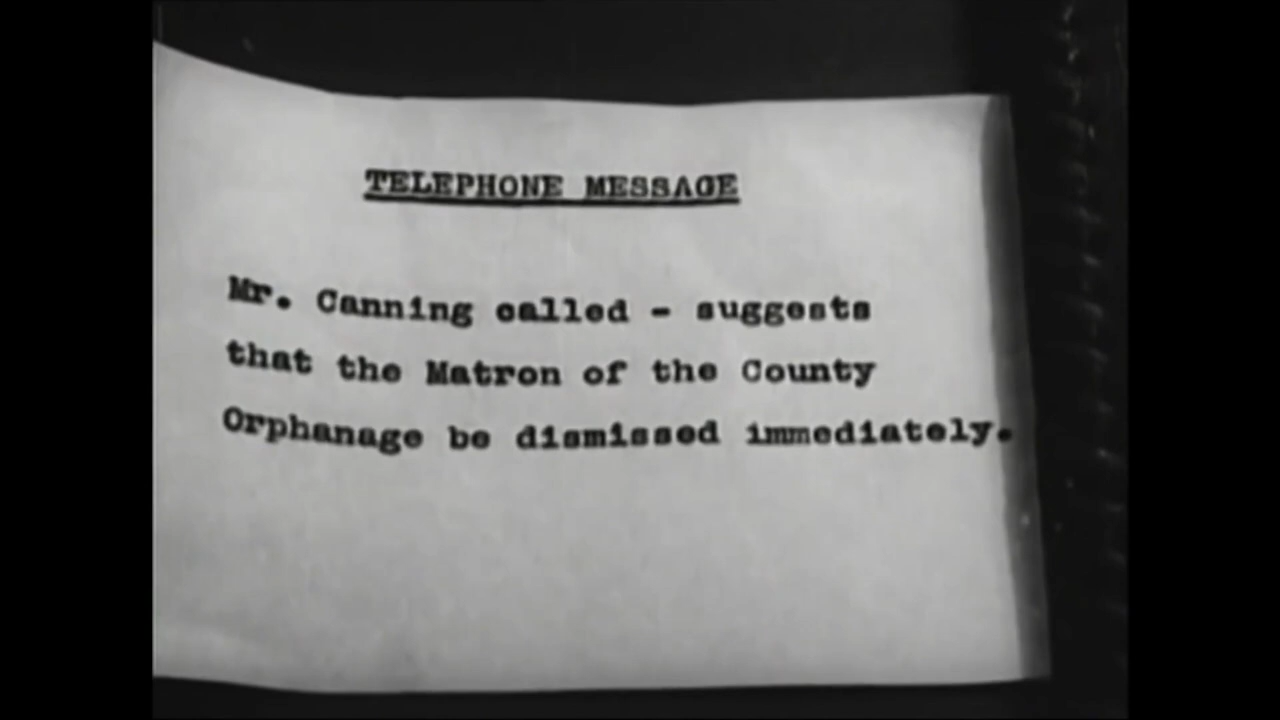 TELEPHONE MESSAGE
Mr. Canning called - suggests
that the Matron of the County
Orphanage be dismissed immediately.